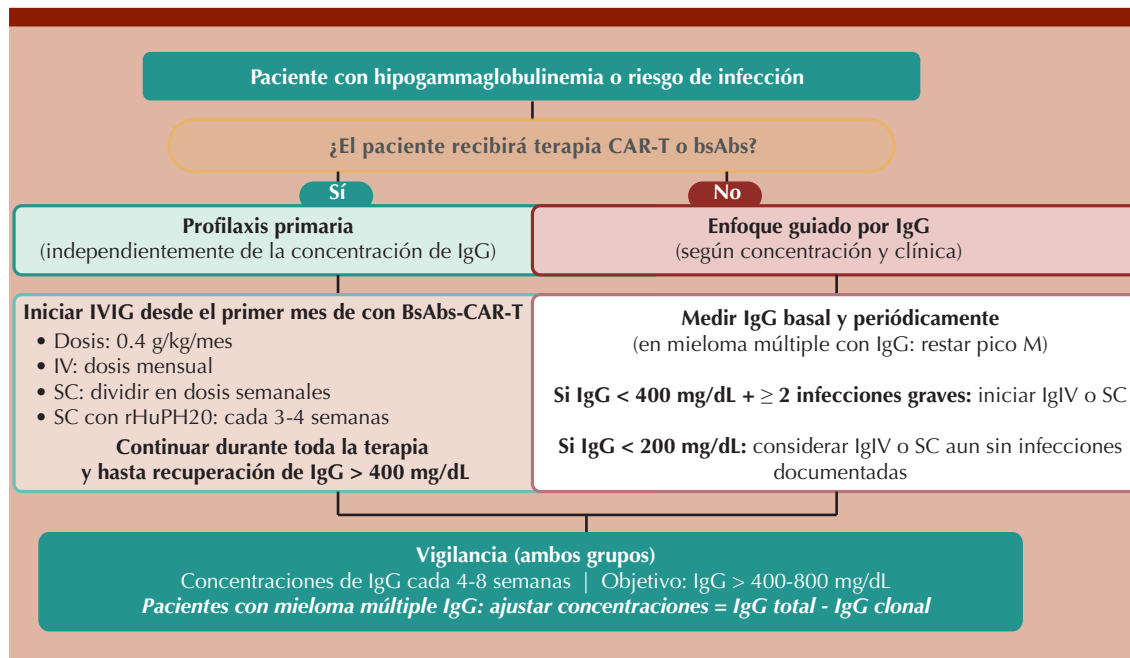 Paciente con hipogammaglobulinemia o riesgo de infección
¿El paciente recibirá terapia CAR-T o bsAbs?
Sí
No
Profilaxis primaria
(independientemente de la concentración de IgG)
Enfoque guiado por IgG
(según concentración y clínica)
Iniciar IVIG desde el primer mes de con BsAbs-CAR-T
• Dosis: 0.4 g/kg/mes
• IV: dosis mensual
• SC: dividir en dosis semanales
• SC con rHuPH20: cada 3-4 semanas
Continuar durante toda la terapia
y hasta recuperación de IgG > 400 mg/dL
Medir IgG basal y periódicamente
(en mieloma múltiple con IgG: restar pico M)
Si IgG < 400 mg/dL + ≥ 2 infecciones graves: iniciar IgIV o SC
Si IgG < 200 mg/dL: considerar IgIV o SC aun sin infecciones
documentadas
Vigilancia (ambos grupos)
Concentraciones de IgG cada 4-8 semanas | Objetivo: IgG > 400-800 mg/dL
Pacientes con mieloma múltiple IgG: ajustar concentraciones = IgG total - IgG clonal